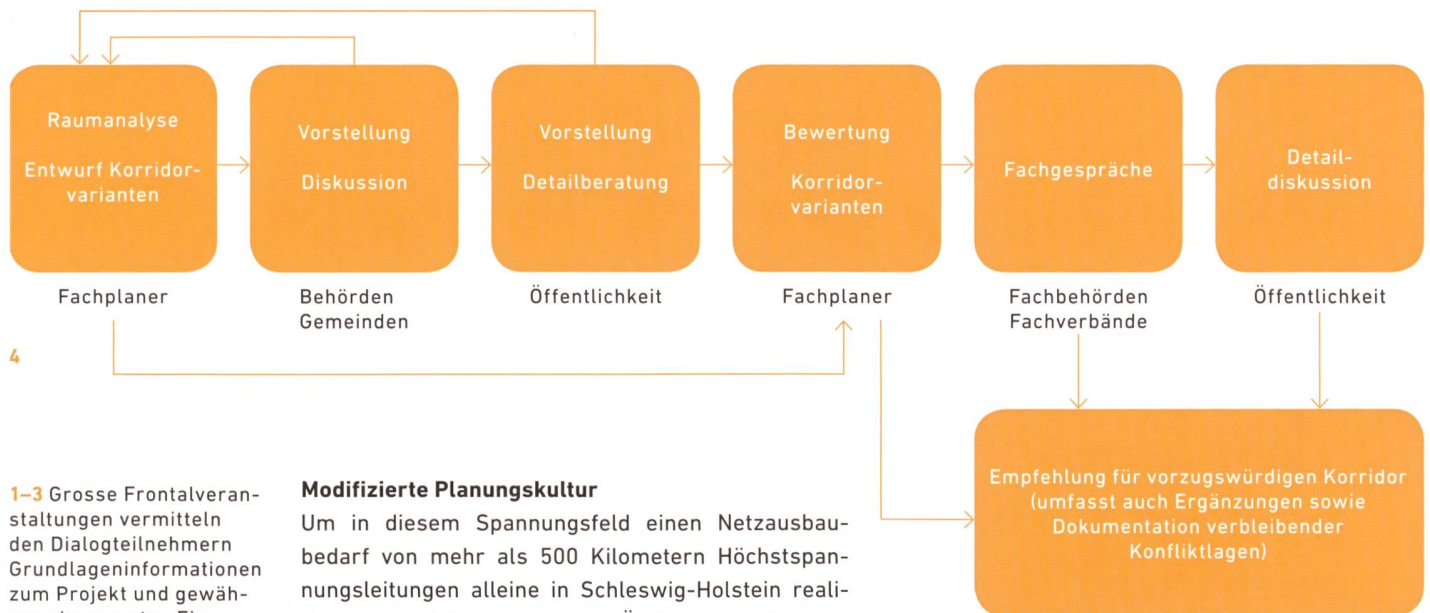 Raumanalyse
Entwurf Korridor-
varianten
Vorstellung
Diskussion
Vorstellung
Detailberatung
Bewertung
Korridor-
varianten
Fachgespräche
Detail-
diskussion
Fachplaner
Behörden
Gemeinden
Öffentlichkeit
Fachplaner
Fachbehörden
Fachverbände
Öffentlichkeit
4
Empfehlung für vorzugswürdigen Korridor
(umfasst auch Ergänzungen sowie
Dokumentation verbleibender
Konfliktlagen)
1–3 Grosse Frontalveran-
staltungen vermitteln
den Dialogteilnehmern
Grundlageninformationen
zum Projekt und gewäh-
Modifizierte Planungskultur
Um in diesem Spannungsfeld einen Netzausbau-
bedarf von mehr als 500 Kilometern Höchstspan-
nungsleitungen alleine in Schleswig-Holstein reali-